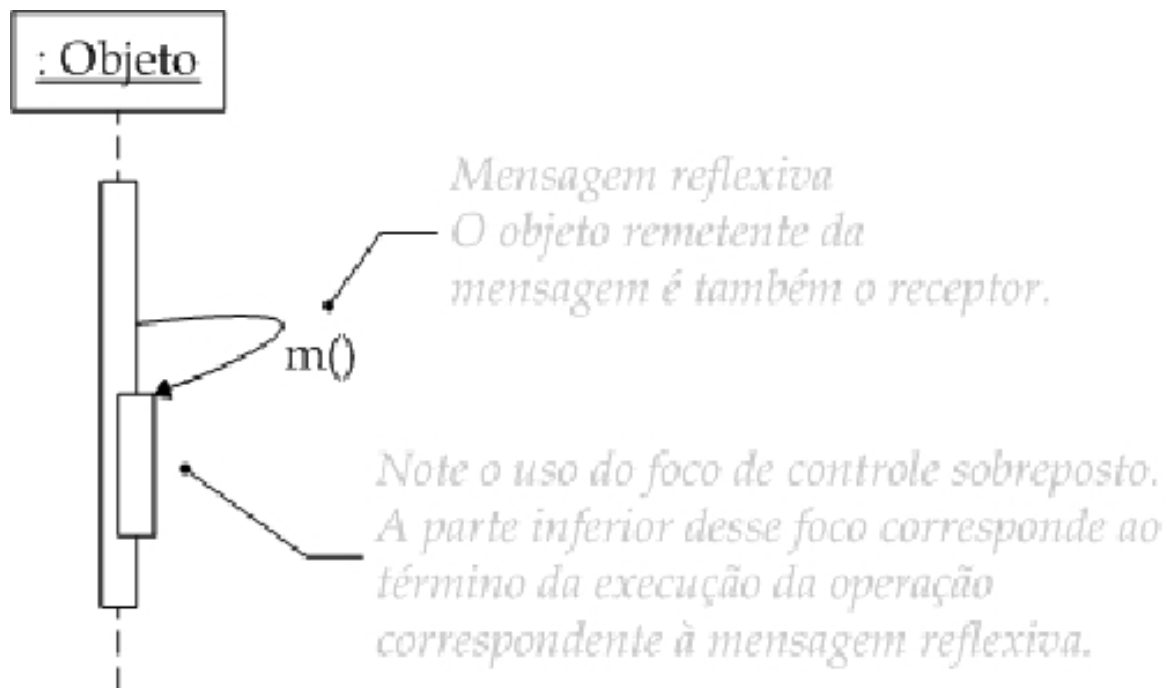 : Objeto
Mensagem reflexiva
O objeto remetente da
mensagem é também o receptor.
m()
Note o uso do foco de controle sobreposto.
A parte inferior desse foco corresponde ao
término da execução da operação
correspondente à mensagem reflexiva.